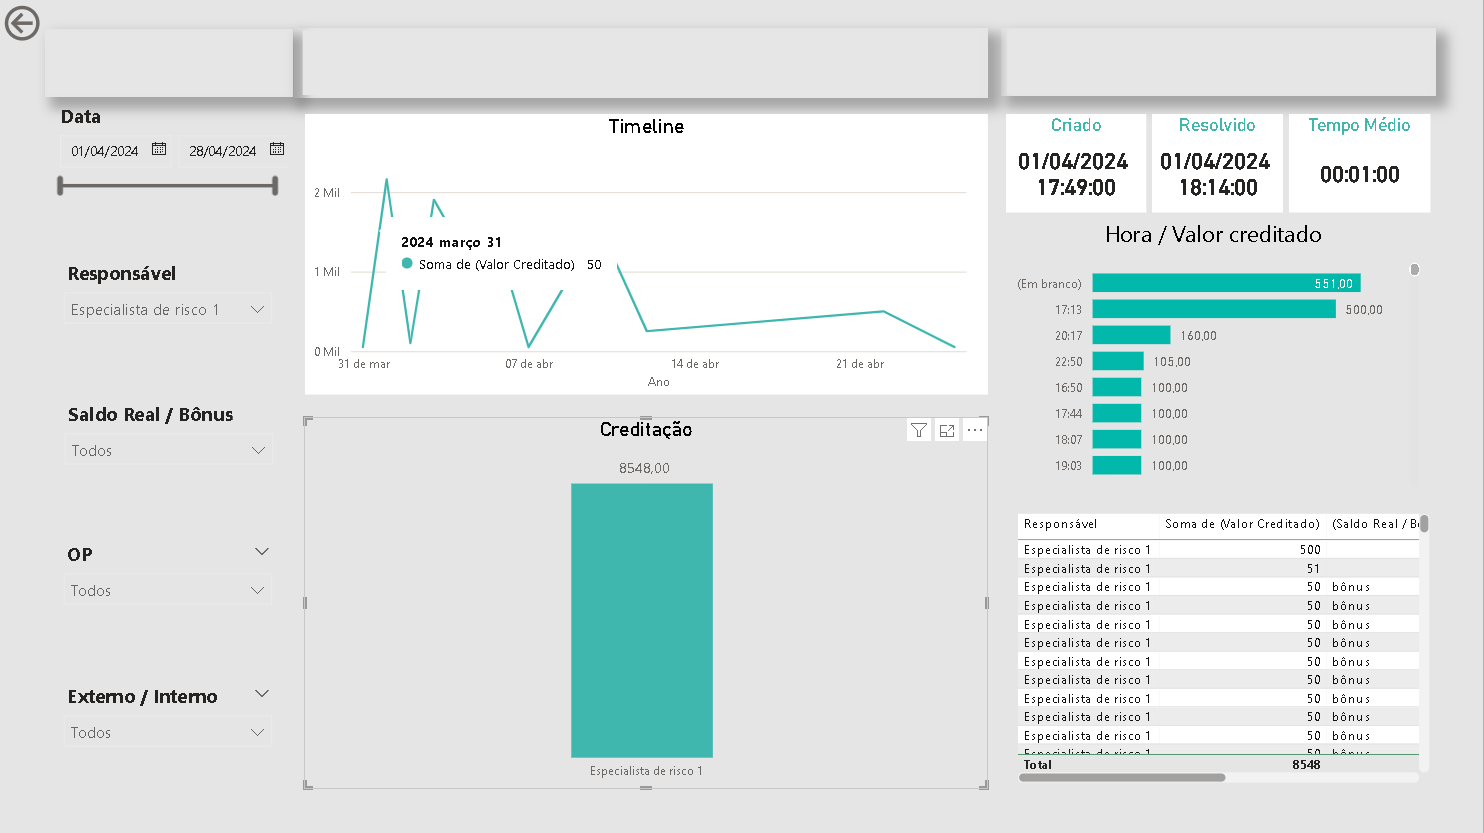 Data
01/04/2024 28/04/2024
Responsável
Especialista de risco 1
Saldo Real / Bônus
Todos
OP
Todos
Externo / Interno
Todos
Timeline
2 Mil
1 Mil
0 Mil
2024 março 31
Soma de (Valor Creditado) 50
31 de mar 07 de abr 14 de abr 21 de abr
Ano
Creditação
8548,00
Especialista de risco 1
Criado
01/04/2024
17:49:00
Resolvido
01/04/2024
18:14:00
Tempo Médio
00:01:00
Hora / Valor creditado
(Em branco) 551,00
17:13 500,00
20:17 160,00
22:50 105,00
16:50 100,00
17:44 100,00
18:07 100,00
19:03 100,00
Responsável Soma de (Valor Creditado) (Saldo Real / B
Especialista de risco 1 500
Especialista de risco 1 51
Especialista de risco 1 50 bônus
Especialista de risco 1 50 bônus
Especialista de risco 1 50 bônus
Especialista de risco 1 50 bônus
Especialista de risco 1 50 bônus
Especialista de risco 1 50 bônus
Especialista de risco 1 50 bônus
Especialista de risco 1 50 bônus
Especialista de risco 1 50 bônus
Especialista de risco 1 50 bônus
Total 8548